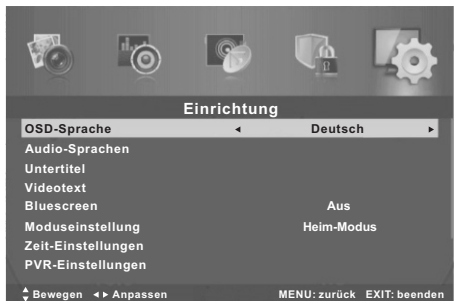 Einrichtung
OSD-Sprache Deutsch
Audio-Sprachen
Untertitel
Videotext
Bluescreen Aus
Moduseinstellung Heim-Modus
Zeit-Einstellungen
PVR-Einstellungen
Bewegen Anpassen MENU: zurück EXIT: beenden